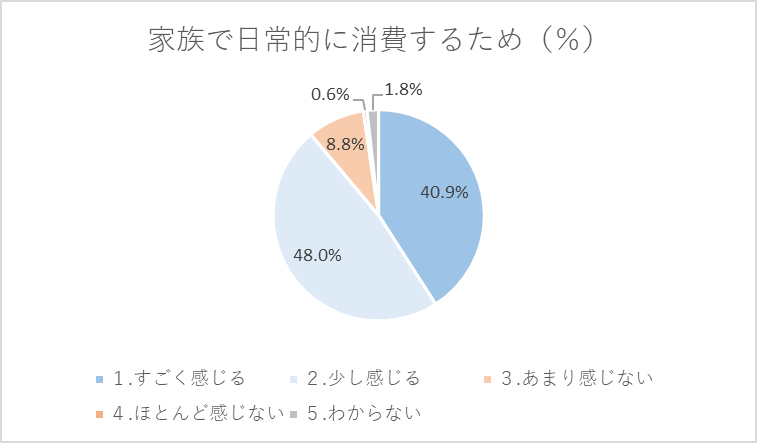 家族で日常的に消費するため（％）
0.6%
1.8%
8.8%
40.9%
48.0%
１.すごく感じる
２.少し感じる
３.あまり感じない
４.ほとんど感じない
５.わからない